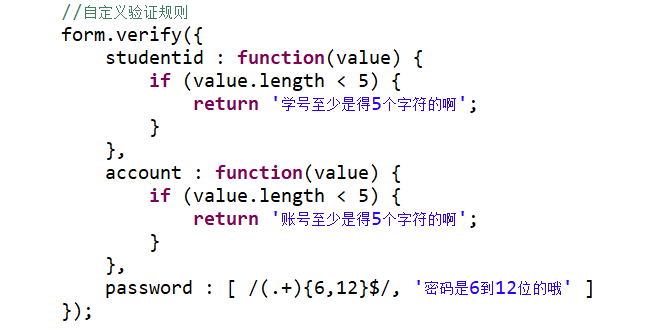 //自定义验证规则
form.verify({
    studentid : function(value) {
        if (value.length < 5) {
            return '学号至少是得5个字符的啊';
        }
    },
    account : function(value) {
        if (value.length < 5) {
            return '账号至少是得5个字符的啊';
        }
    },
    password : [ /(.+){6,12}$/, '密码是6到12位的哦' ]
});